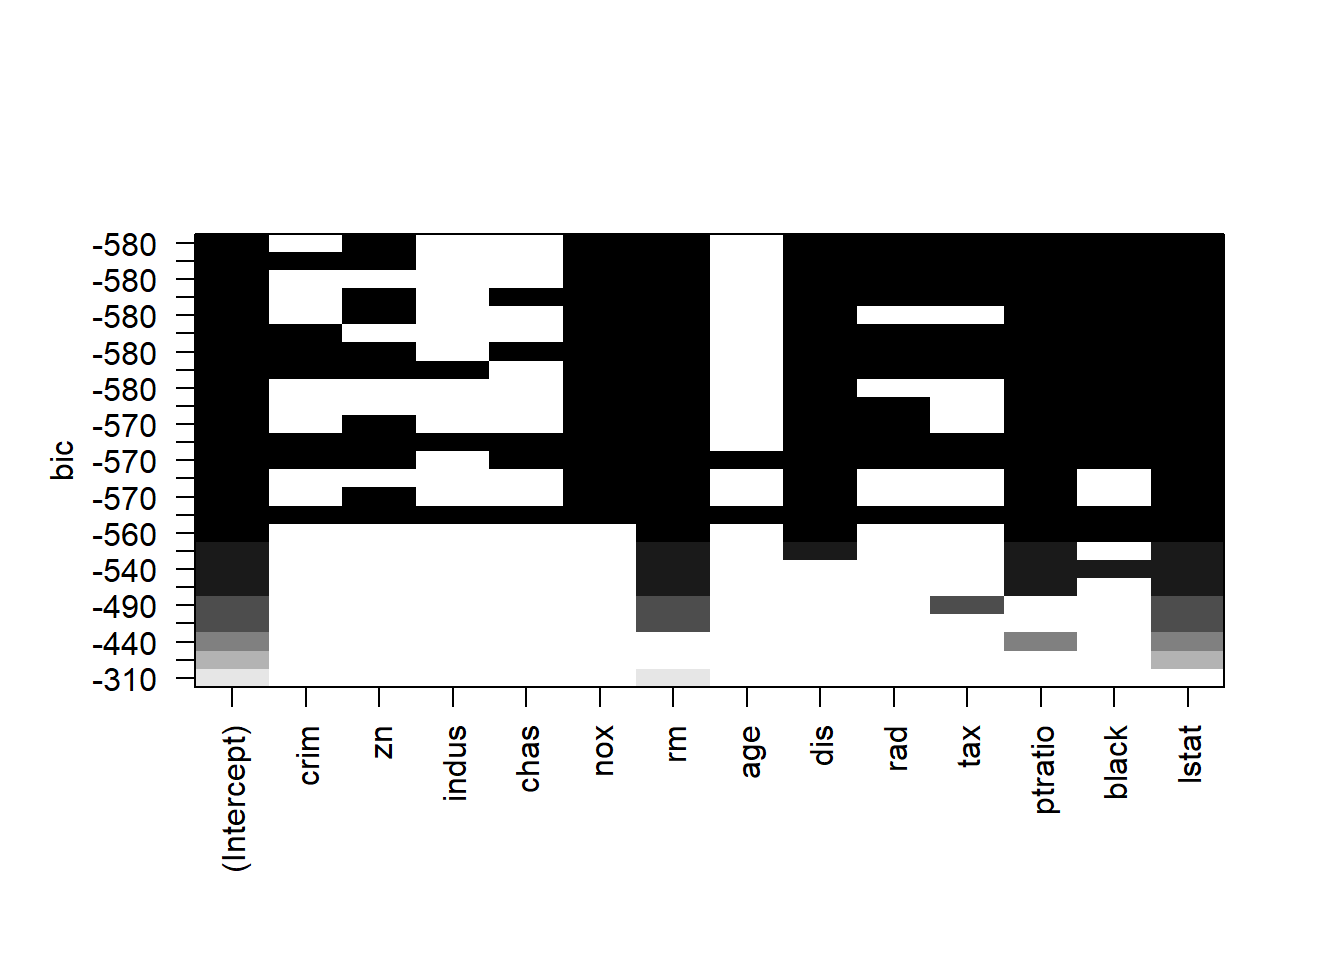 bic
-580
-580
-580
-580
-580
-570
-570
-570
-560
-540
-490
-440
-310
(Intercept)
crim
zn
indus
chas
nox
rm
age
dis
rad
tax
ptratio
black
lstat